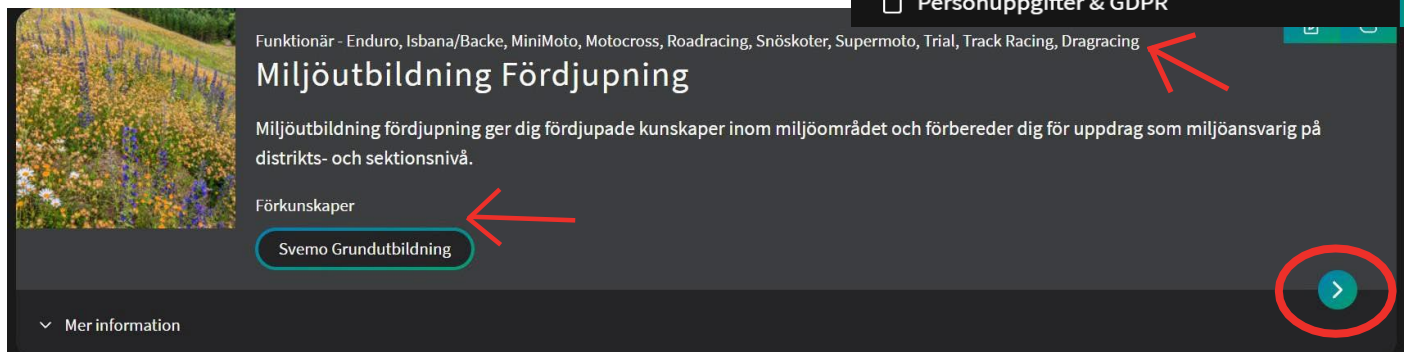 Personuppgifter & GDPR
Funktionär - Enduro, Isbana/Backe, MiniMoto, Motocross, Roadracing, Snöskoter, Supermoto, Trial, Track Racing, Dragracing
Miljöutbildning Fördjupning
Miljöutbildning fördjupning ger dig fördjupade kunskaper inom miljöområdet och förbereder dig för uppdrag som miljöansvarig på
distrikts- och sektionsnivå.
Förkunskaper
Svemo Grundutbildning
Mer information